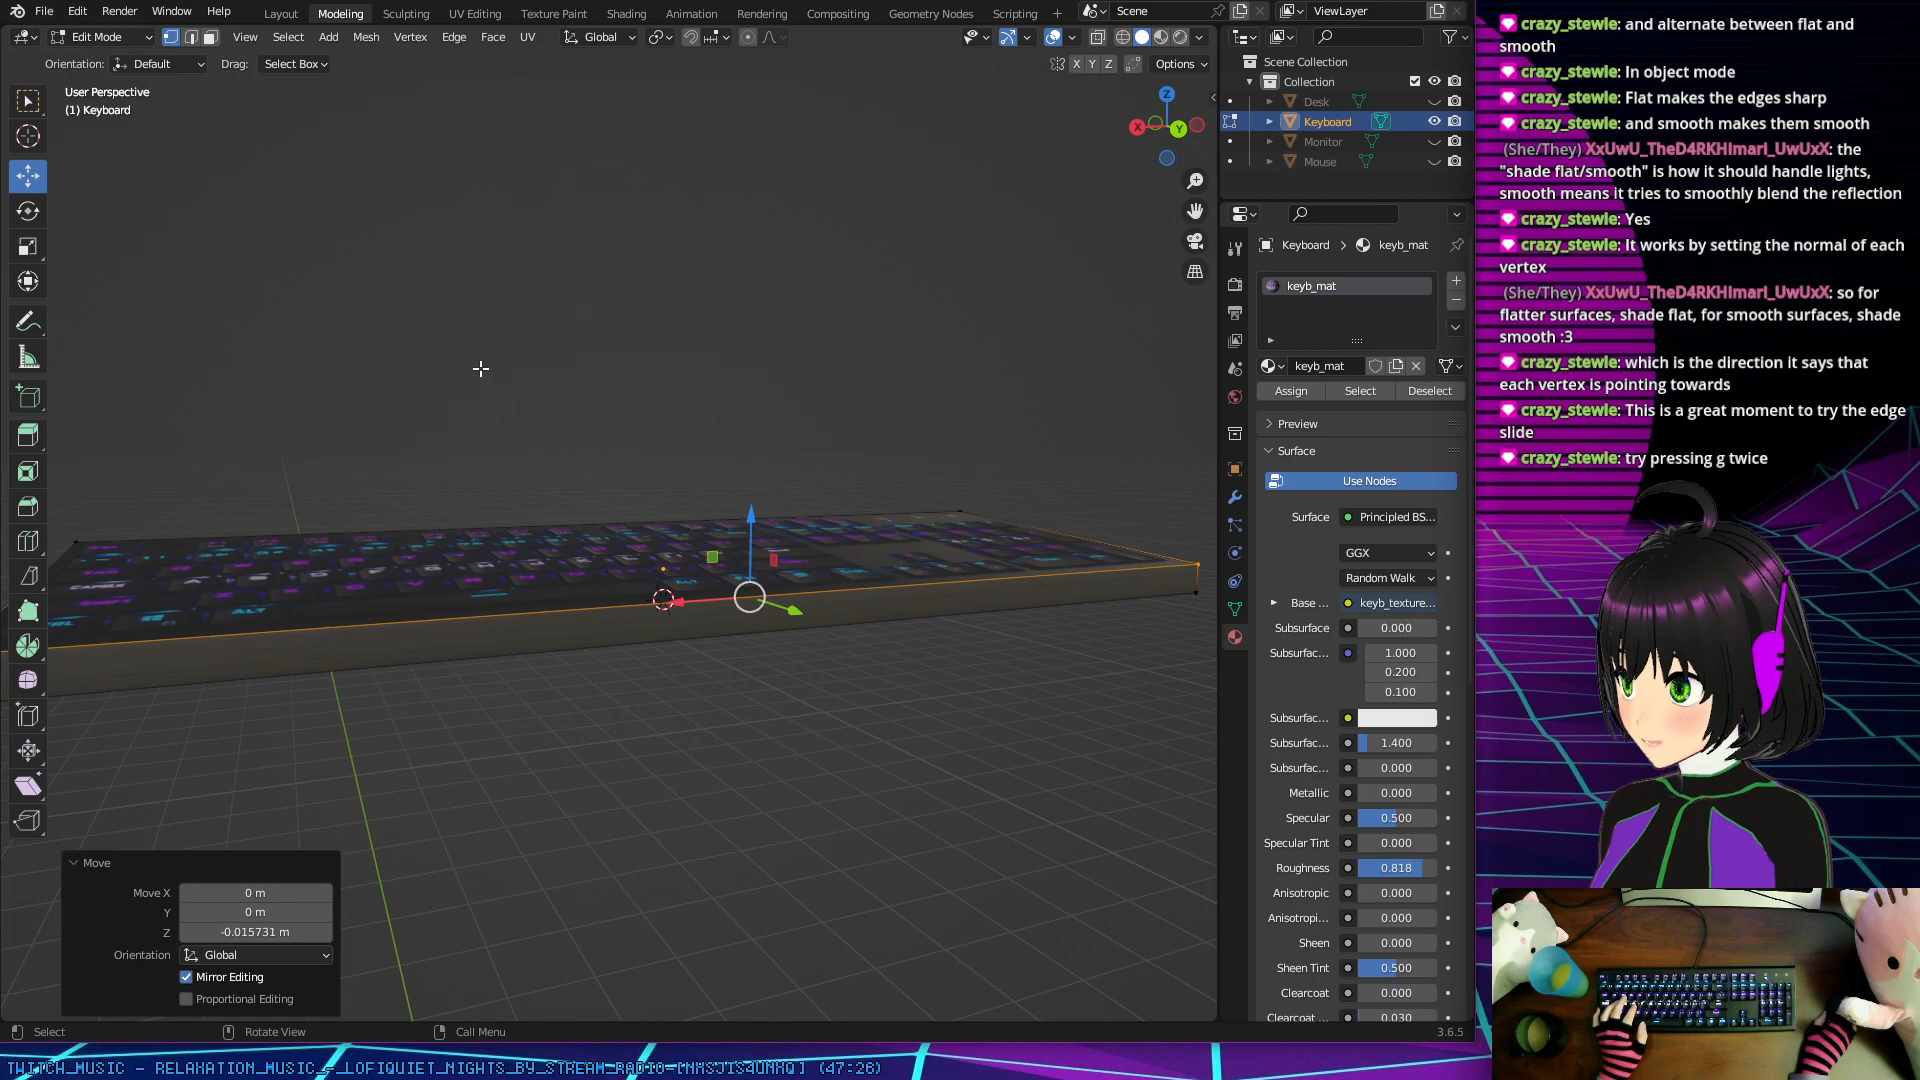 File Edit Render Window Help Layout Modeling Sculpting UV Editing Texture Paint Shading Animation Rendering Compositing Geometry Nodes Scripting + Scene ViewLayer
Edit Mode View Select Add Mesh Vertex Edge Face UV Global
Orientation: Default Drag: Select Box X Y Z Options
User Perspective
(1) Keyboard
Z
X
Y
Move
Move X 0 m
Y 0 m
Z -0.015731 m
Orientation Global
Mirror Editing
Proportional Editing
Select Rotate View Call Menu 3.6.5
Scene Collection
Collection
Desk
Keyboard
Monitor
Mouse
Keyboard > keyb_mat
keyb_mat
keyb_mat
Assign Select Deselect
Preview
Surface
Use Nodes
Surface Principled BS...
GGX
Random Walk
Base ... keyb_texture...
Subsurface 0.000
Subsurfac... 1.000
0.200
0.100
Subsurfac...
Subsurfac... 1.400
Subsurfac... 0.000
Metallic 0.000
Specular 0.500
Specular Tint 0.000
Roughness 0.818
Anisotropic 0.000
Anisotropi... 0.000
Sheen 0.000
Sheen Tint 0.500
Clearcoat 0.000
Clearcoat ... 0.030
crazy_stewie: and alternate between flat and
smooth
crazy_stewie: In object mode
crazy_stewie: Flat makes the edges sharp
crazy_stewie: and smooth makes them smooth
(She/They) XxUwU_TheD4RKHImarI_UwUxX: the
"shade flat/smooth" is how it should handle lights,
smooth means it tries to smoothly blend the reflection
crazy_stewie: Yes
crazy_stewie: It works by setting the normal of each
vertex
(She/They) XxUwU_TheD4RKHImarI_UwUxX: so for
flatter surfaces, shade flat, for smooth surfaces, shade
smooth :3
crazy_stewie: which is the direction it says that
each vertex is pointing towards
crazy_stewie: This is a great moment to try the edge
slide
crazy_stewie: try pressing g twice
ALT
ALT
TWITCH_MUSIC - RELAXATION_MUSIC_-_LOFIQUIET_NIGHTS_BY_STREAM_RADIO-[NMSJIS4UNXQ] (47:26)